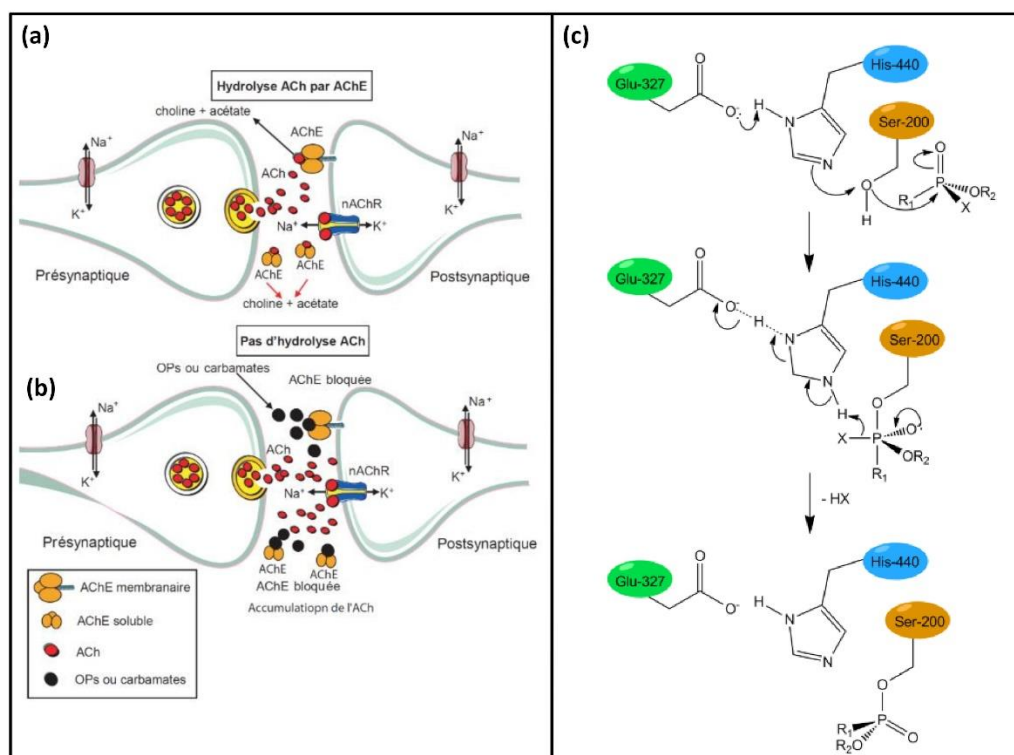 (a)
Hydrolyse ACh par AChE
choline + acétate
AChE
Na⁺
Na⁺
ACh
nAChR
K⁺
Na⁺
K⁺
K⁺
AChE
AChE
Présynaptique
Postsynaptique
choline + acétate
Pas d'hydrolyse ACh
(b)
OPs ou carbamates
AChE bloquée
Na⁺
Na⁺
ACh
nAChR
K⁺
Na⁺
K⁺
K⁺
Présynaptique
Postsynaptique
AChE
AChE
AChE bloquée
Accumulatiopn de l'ACh
AChE membranaire
AChE soluble
ACh
OPs ou carbamates
(c)
His-440
Glu-327
O
O:
H
N
Ser-200
N
O
O
H
R₁
P
OR₂
X
His-440
Glu-327
O
O:
H
N
Ser-200
N
H
O
X
P
O:
OR₂
R₁
- HX
His-440
Glu-327
O
O⁻
H
N
Ser-200
N
O
R₁
P
R₂O
O